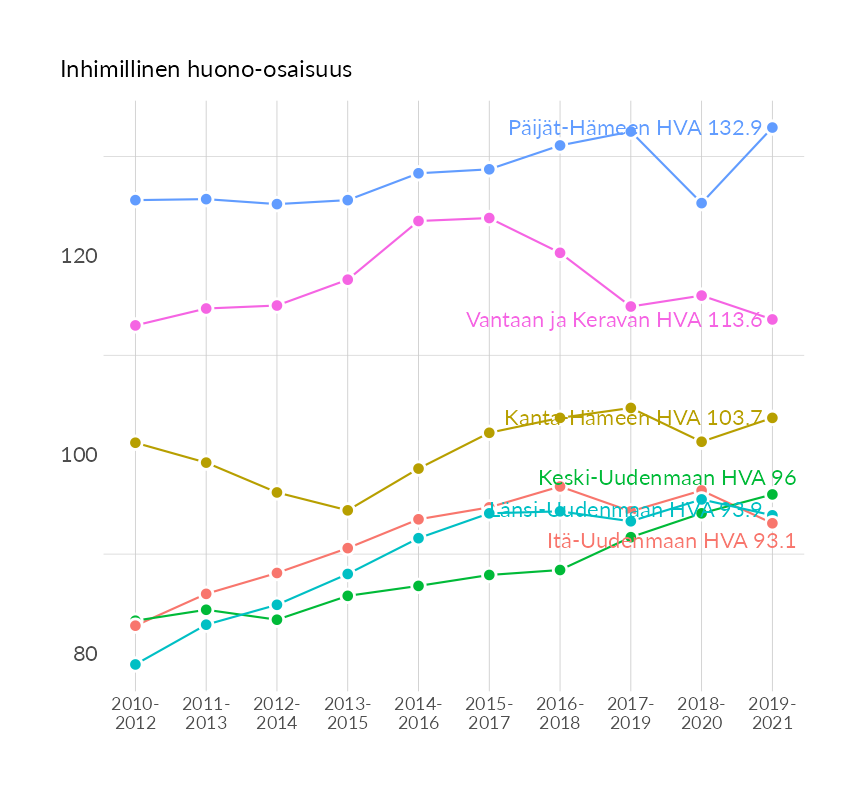 Inhimillinen huono-osaisuus
Päijät-Hämeen HVA 132.9
120
Vantaan ja Keravan HVA 113.6
Kanta-Hämeen HVA 103.7
100
Keski-Uudenmaan HVA 96
Länsi-Uudenmaan HVA 93.9
Itä-Uudenmaan HVA 93.1
80
2010- 2011- 2012- 2013- 2014- 2015- 2016- 2017- 2018- 2019-
2012 2013 2014 2015 2016 2017 2018 2019 2020 2021